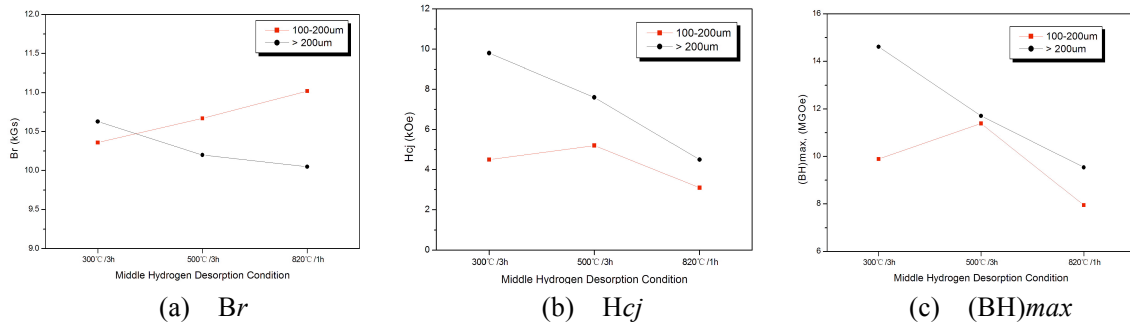 12.0
11.5
11.0
10.5
10.0
9.5
9.0
Br (kGs)
100-200um
> 200um
300℃/3h 500℃/3h 820℃/1h
Middle Hydrogen Desorption Condition
(a) Br
12
10
8
6
4
2
0
Hcj (kOe)
100-200um
> 200um
300℃/3h 500℃/3h 820℃/1h
Middle Hydrogen Desorption Condition
(b) Hcj
16
14
12
10
8
6
(BH)max, (MGOe)
100-200um
> 200um
300℃/3h 500℃/3h 820℃/1h
Middle Hydrogen Desorption Condition
(c) (BH)max